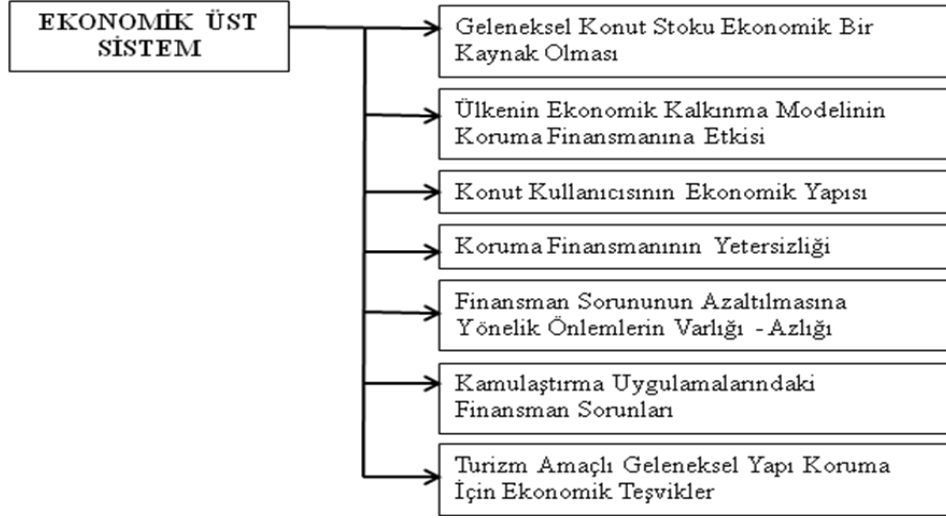 EKONOMİK ÜST
SİSTEM
Geleneksel Konut Stoku Ekonomik Bir
Kaynak Olması
Ülkenin Ekonomik Kalkınma Modelinin
Koruma Finansmanına Etkisi
Konut Kullanıcısının Ekonomik Yapısı
Koruma Finansmanının Yetersizliği
Finansman Sorununun Azaltılmasına
Yönelik Önlemlerin Varlığı - Azlığı
Kamulaştırma Uygulamalarındaki
Finansman Sorunları
Turizm Amaçlı Geleneksel Yapı Koruma
İçin Ekonomik Teşvikler